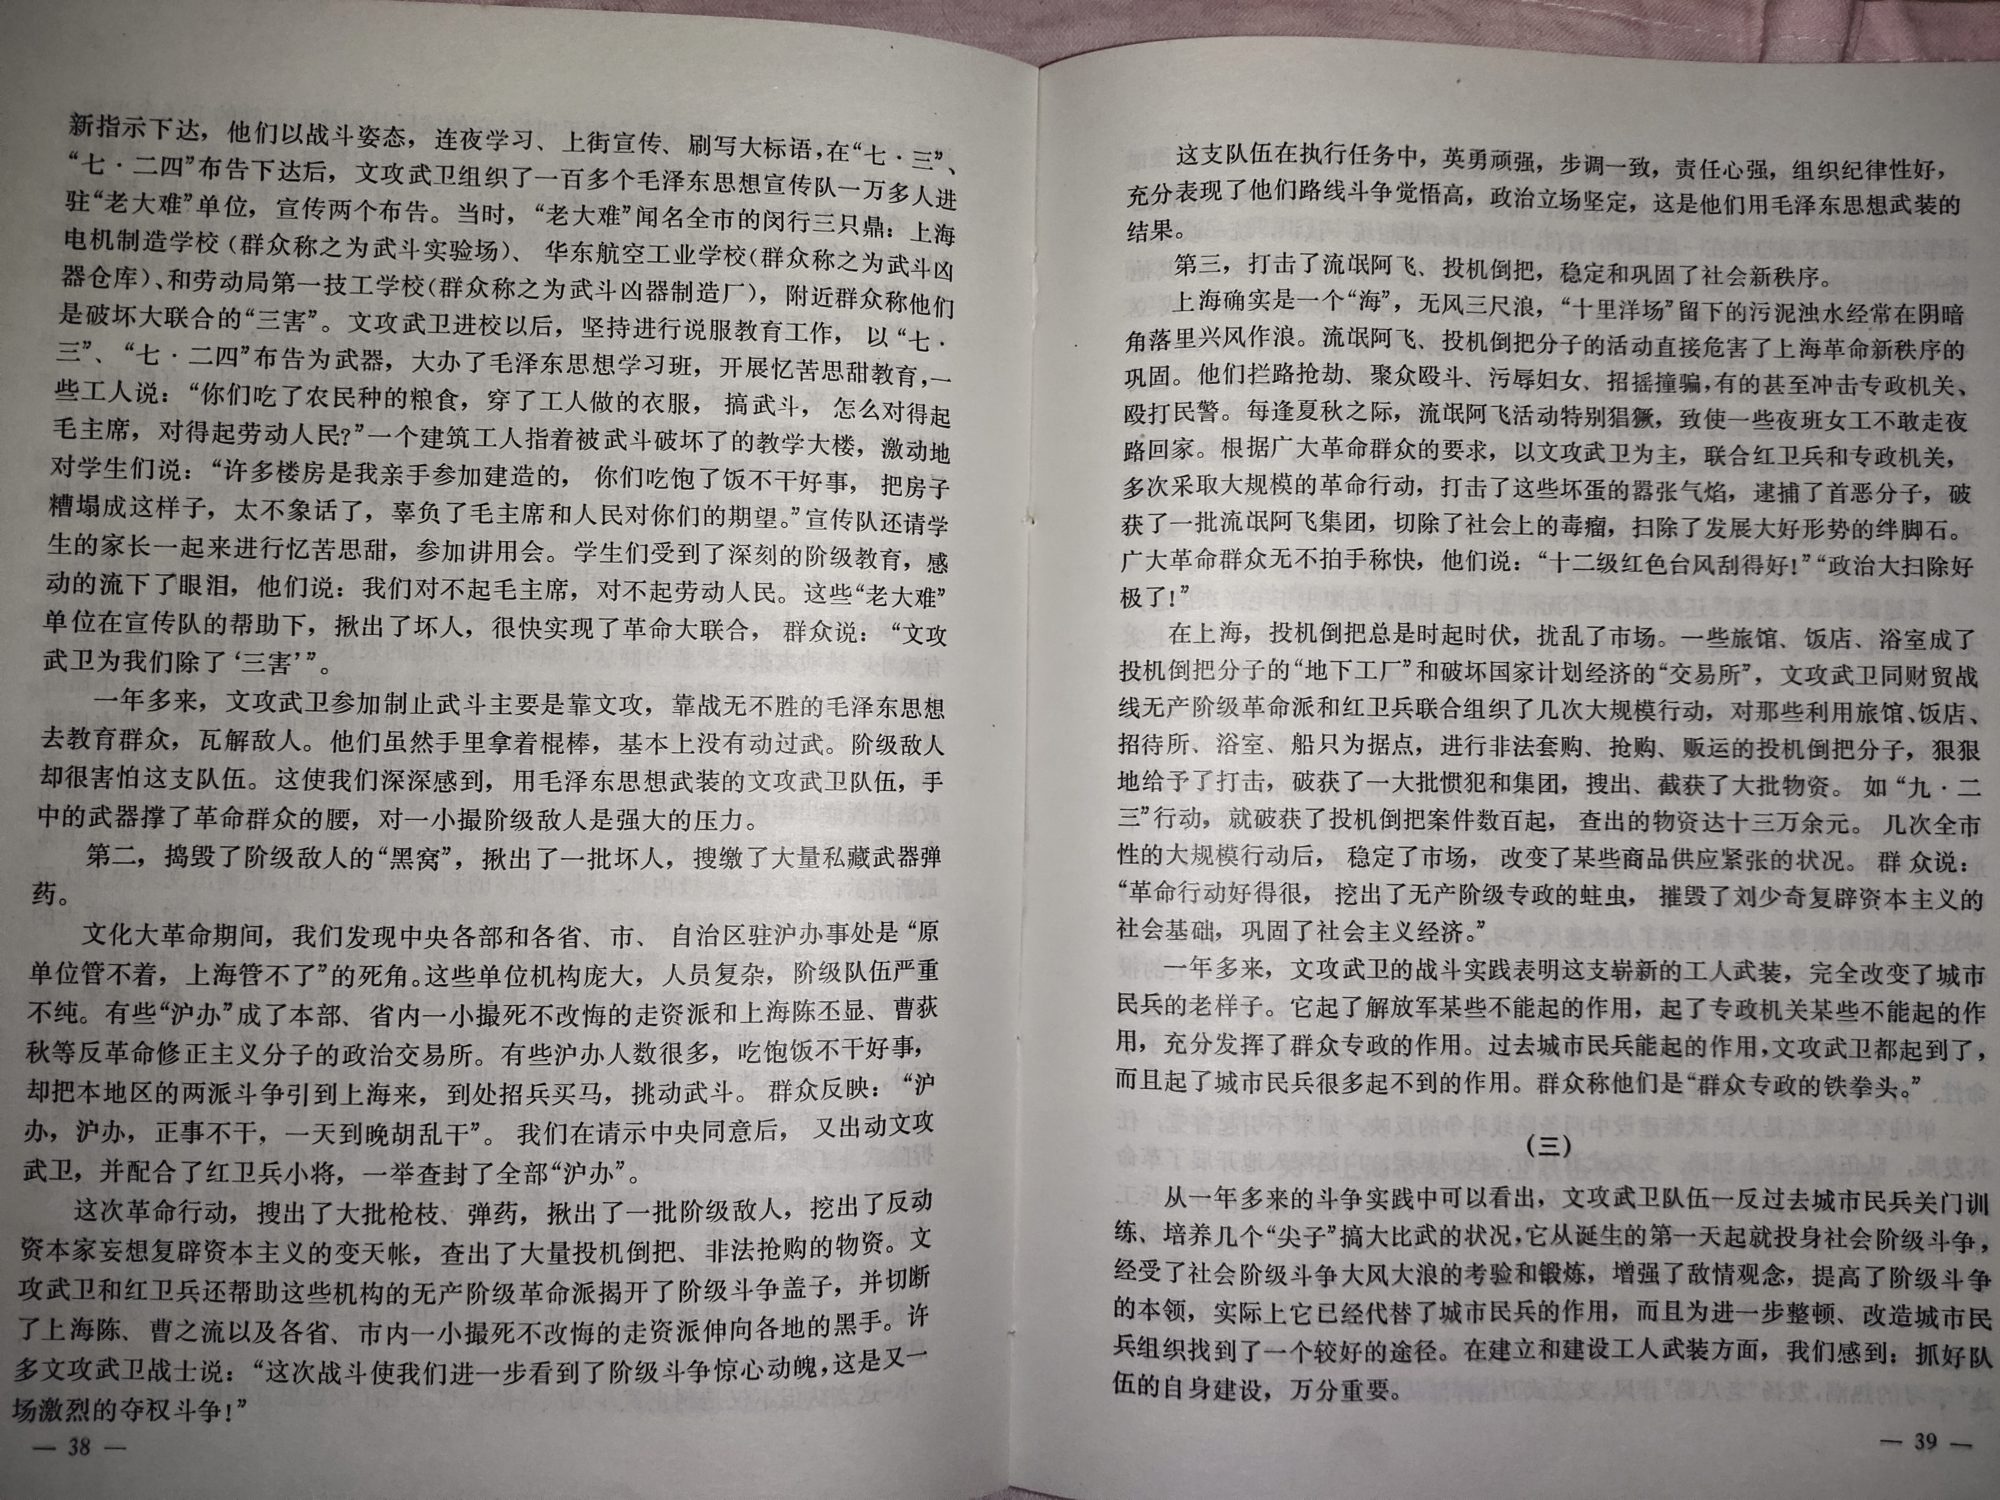 新指示下达，他们以战斗姿态，连夜学习、上街宣传、刷写大标语，在“七·三”、
“七·二四”布告下达后，文攻武卫组织了一百多个毛泽东思想宣传队一万多人进
驻“老大难”单位，宣传两个布告。当时，“老大难”闻名全市的闵行三只鼎：上海
电机制造学校（群众称之为武斗实验场）、华东航空工业学校（群众称之为武斗凶
器仓库）、和劳动局第一技工学校（群众称之为武斗凶器制造厂），附近群众称他们
是破坏大联合的“三害”。文攻武卫进校以后，坚持进行说服教育工作，以“七·
三”、“七·二四”布告为武器，大办了毛泽东思想学习班，开展忆苦思甜教育，一
些工人说：“你们吃了农民种的粮食，穿了工人做的衣服，搞武斗，怎么对得起
毛主席，对得起劳动人民？”一个建筑工人指着被武斗破坏了的教学大楼，激动地
对学生们说：“许多楼房是我亲手参加建造的，你们吃饱了饭不干好事，把房子
糟塌成这样子，太不象话了，辜负了毛主席和人民对你们的期望。”宣传队还请学
生的家长一起来进行忆苦思甜，参加讲用会。学生们受到了深刻的阶级教育，感
动的流下了眼泪，他们说：我们对不起毛主席，对不起劳动人民。这些“老大难”
单位在宣传队的帮助下，揪出了坏人，很快实现了革命大联合，群众说：“文攻
武卫为我们除了‘三害’”。
一年多来，文攻武卫参加制止武斗主要是靠文攻，靠战无不胜的毛泽东思想
去教育群众，瓦解敌人。他们虽然手里拿着棍棒，基本上没有动过武。阶级敌人
却很害怕这支队伍。这使我们深深感到，用毛泽东思想武装的文攻武卫队伍，手
中的武器撑了革命群众的腰，对一小撮阶级敌人是强大的压力。
第二，捣毁了阶级敌人的“黑窝”，揪出了一批坏人，搜缴了大量私藏武器弹
药。
文化大革命期间，我们发现中央各部和各省、市、自治区驻沪办事处是“原
单位管不着，上海管不了”的死角。这些单位机构庞大，人员复杂，阶级队伍严重
不纯。有些“沪办”成了本部、省内一小撮死不改悔的走资派和上海陈丕显、曹荻
秋等反革命修正主义分子的政治交易所。有些沪办人数很多，吃饱饭不干好事，
却把本地区的两派斗争引到上海来，到处招兵买马，挑动武斗。群众反映：“沪
办，沪办，正事不干，一天到晚胡乱干”。我们在请示中央同意后，又出动文攻
武卫，并配合了红卫兵小将，一举查封了全部“沪办”。
这次革命行动，搜出了大批枪枝、弹药，揪出了一批阶级敌人，挖出了反动
资本家妄想复辟资本主义的变天帐，查出了大量投机倒把、非法抢购的物资。文
攻武卫和红卫兵还帮助这些机构的无产阶级革命派揭开了阶级斗争盖子，并切断
了上海陈、曹之流以及各省、市内一小撮死不改悔的走资派伸向各地的黑手。许
多文攻武卫战士说：“这次战斗使我们进一步看到了阶级斗争惊心动魄，这是又一
场激烈的夺权斗争！”
— 38 —
这支队伍在执行任务中，英勇顽强，步调一致，责任心强，组织纪律性好，
充分表现了他们路线斗争觉悟高，政治立场坚定，这是他们用毛泽东思想武装的
结果。
第三，打击了流氓阿飞、投机倒把，稳定和巩固了社会新秩序。
上海确实是一个“海”，无风三尺浪，“十里洋场”留下的污泥浊水经常在阴暗
角落里兴风作浪。流氓阿飞、投机倒把分子的活动直接危害了上海革命新秩序的
巩固。他们拦路抢劫、聚众殴斗、污辱妇女、招摇撞骗，有的甚至冲击专政机关、
殴打民警。每逢夏秋之际，流氓阿飞活动特别猖獗，致使一些夜班女工不敢走夜
路回家。根据广大革命群众的要求，以文攻武卫为主，联合红卫兵和专政机关，
多次采取大规模的革命行动，打击了这些坏蛋的嚣张气焰，逮捕了首恶分子，破
获了一批流氓阿飞集团，切除了社会上的毒瘤，扫除了发展大好形势的绊脚石。
广大革命群众无不拍手称快，他们说：“十二级红色台风刮得好！”“政治大扫除好
极了！”
在上海，投机倒把总是时起时伏，扰乱了市场。一些旅馆、饭店、浴室成了
投机倒把分子的“地下工厂”和破坏国家计划经济的“交易所”，文攻武卫同财贸战
线无产阶级革命派和红卫兵联合组织了几次大规模行动，对那些利用旅馆、饭店、
招待所、浴室、船只为据点，进行非法套购、抢购、贩运的投机倒把分子，狠狠
地给予了打击，破获了一大批惯犯和集团，搜出、截获了大批物资。如“九·二
三”行动，就破获了投机倒把案件数百起，查出的物资达十三万余元。几次全市
性的大规模行动后，稳定了市场，改变了某些商品供应紧张的状况。群众说：
“革命行动好得很，挖出了无产阶级专政的蛀虫，摧毁了刘少奇复辟资本主义的
社会基础，巩固了社会主义经济。”
一年多来，文攻武卫的战斗实践表明这支崭新的工人武装，完全改变了城市
民兵的老样子。它起了解放军某些不能起的作用，起了专政机关某些不能起的作
用，充分发挥了群众专政的作用。过去城市民兵能起的作用，文攻武卫都起到了，
而且起了城市民兵很多起不到的作用。群众称他们是“群众专政的铁拳头。”
（三）
从一年多来的斗争实践中可以看出，文攻武卫队伍一反过去城市民兵关门训
练、培养几个“尖子”搞大比武的状况，它从诞生的第一天起就投身社会阶级斗争，
经受了社会阶级斗争大风大浪的考验和锻炼，增强了敌情观念，提高了阶级斗争
的本领，实际上它已经代替了城市民兵的作用，而且为进一步整顿、改造城市民
兵组织找到了一个较好的途径。在建立和建设工人武装方面，我们感到：抓好队
伍的自身建设，万分重要。
— 39 —